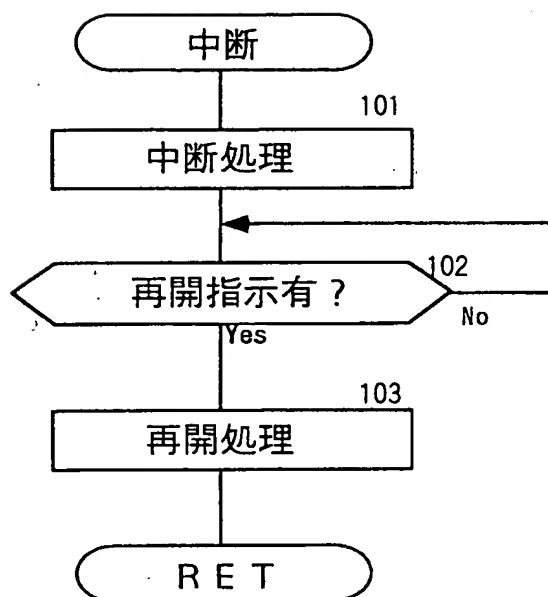 中断
101
中断処理
102
再開指示有？
No
Yes
103
再開処理
ＲＥＴ